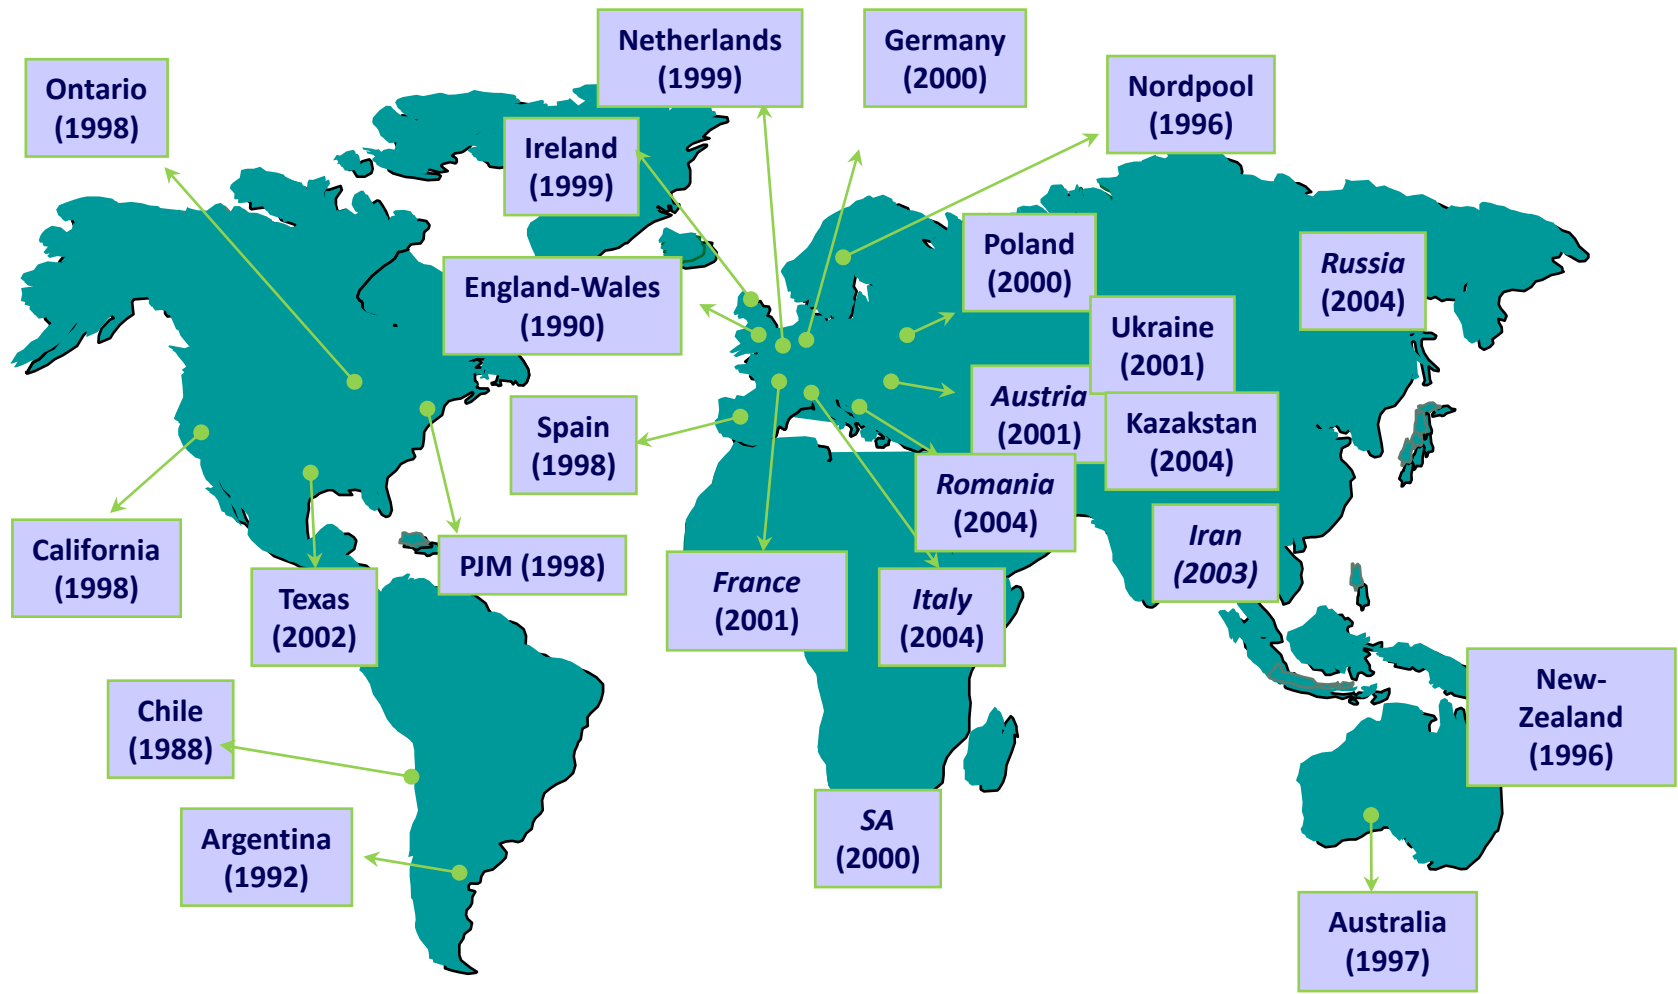 Netherlands
(1999)
Germany
(2000)
Ontario
(1998)
Nordpool
(1996)
Ireland
(1999)
Poland
(2000)
Russia
(2004)
England-Wales
(1990)
Ukraine
(2001)
Austria
(2001)
Kazakstan
(2004)
Spain
(1998)
Romania
(2004)
Iran
(2003)
California
(1998)
PJM (1998)
Texas
(2002)
France
(2001)
Italy
(2004)
New-
Zealand
(1996)
Chile
(1988)
Argentina
(1992)
SA
(2000)
Australia
(1997)